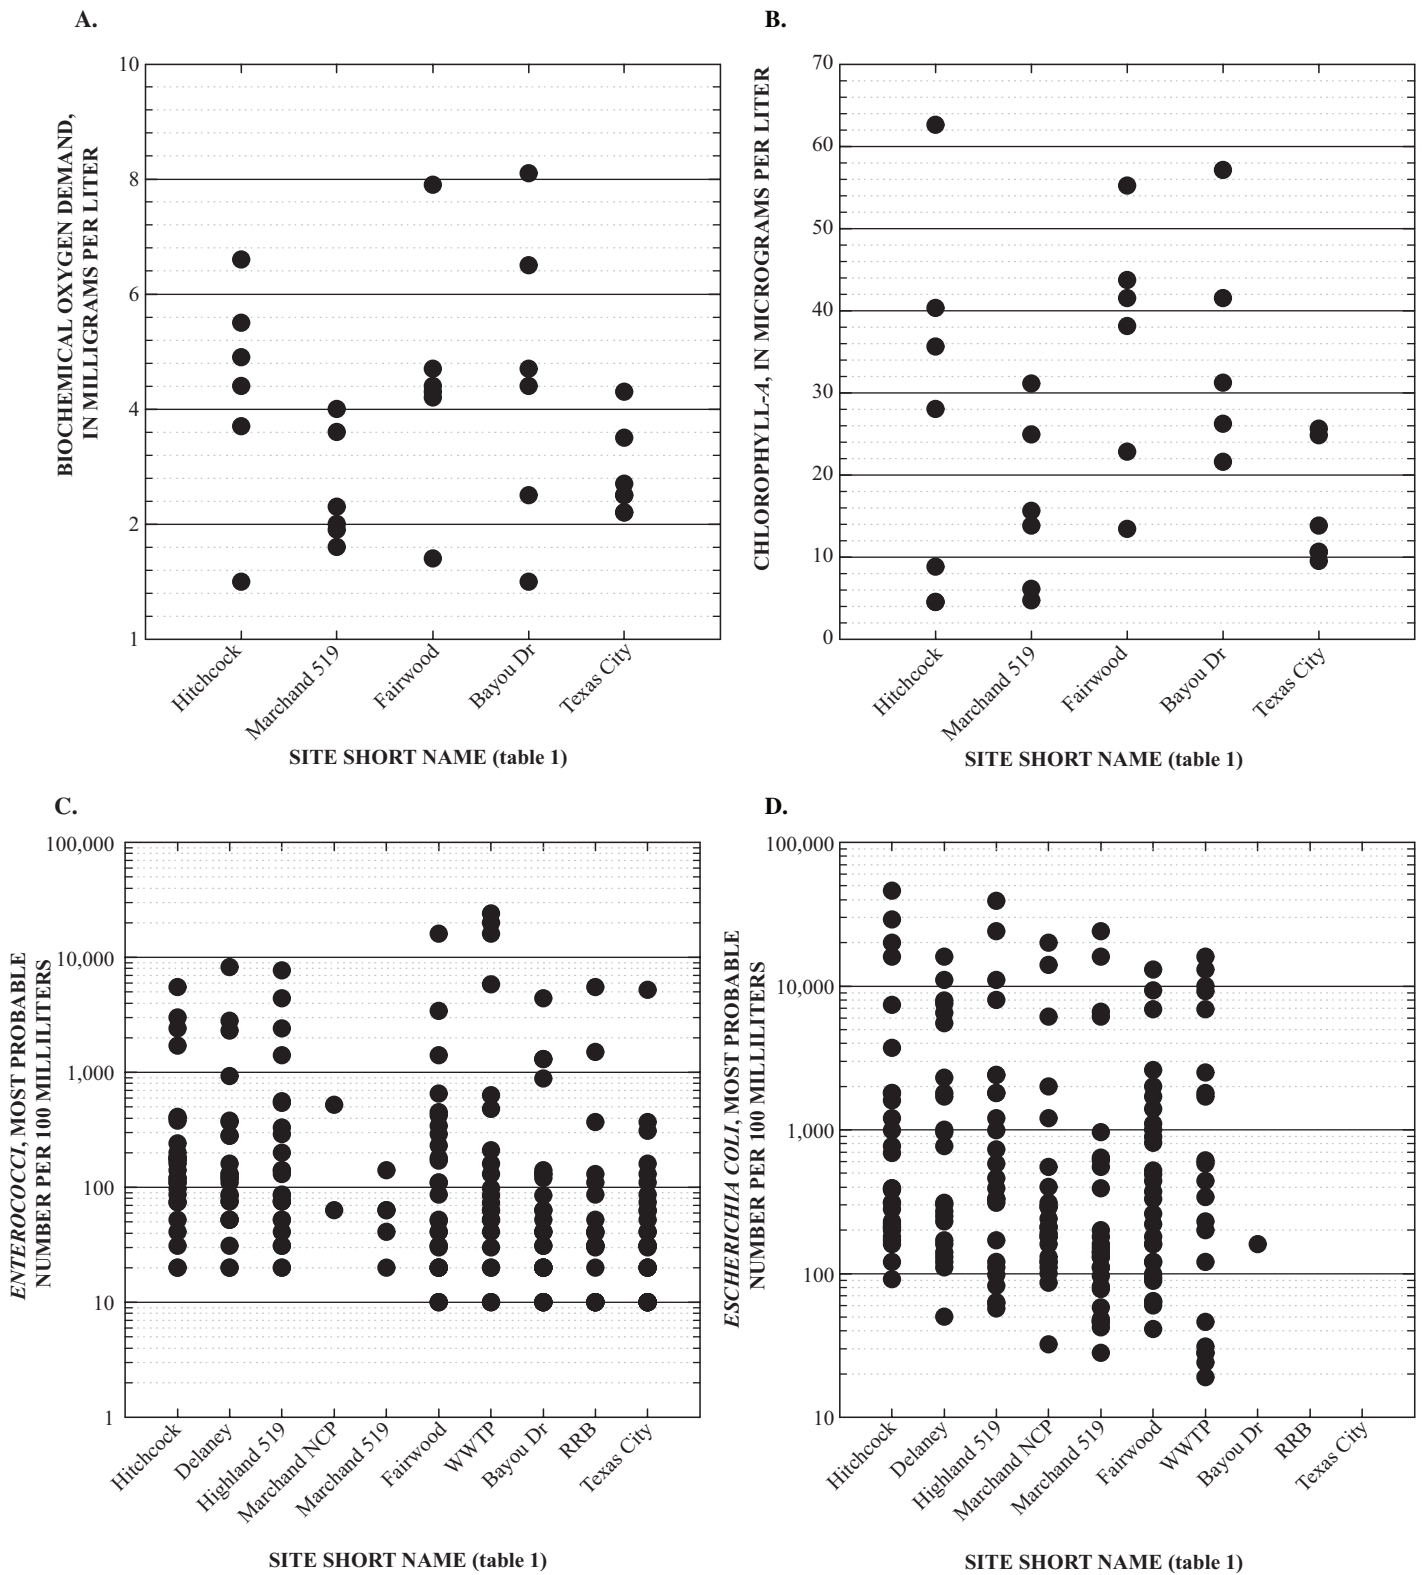 A.
BIOCHEMICAL OXYGEN DEMAND,
IN MILLIGRAMS PER LITER
10
8
6
4
2
1
Hitchcock
Marchand 519
Fairwood
Bayou Dr
Texas City
SITE SHORT NAME (table 1)
B.
CHLOROPHYLL-A, IN MICROGRAMS PER LITER
70
60
50
40
30
20
10
0
Hitchcock
Marchand 519
Fairwood
Bayou Dr
Texas City
SITE SHORT NAME (table 1)
C.
ENTEROCOCCI, MOST PROBABLE
NUMBER PER 100 MILLILITERS
100,000
10,000
1,000
100
10
1
Hitchcock
Delaney
Highland 519
Marchand NCP
Marchand 519
Fairwood
WWTP
Bayou Dr
RRB
Texas City
SITE SHORT NAME (table 1)
D.
ESCHERICHIA COLI, MOST PROBABLE
NUMBER PER 100 MILLILITERS
100,000
10,000
1,000
100
10
Hitchcock
Delaney
Highland 519
Marchand NCP
Marchand 519
Fairwood
WWTP
Bayou Dr
RRB
Texas City
SITE SHORT NAME (table 1)